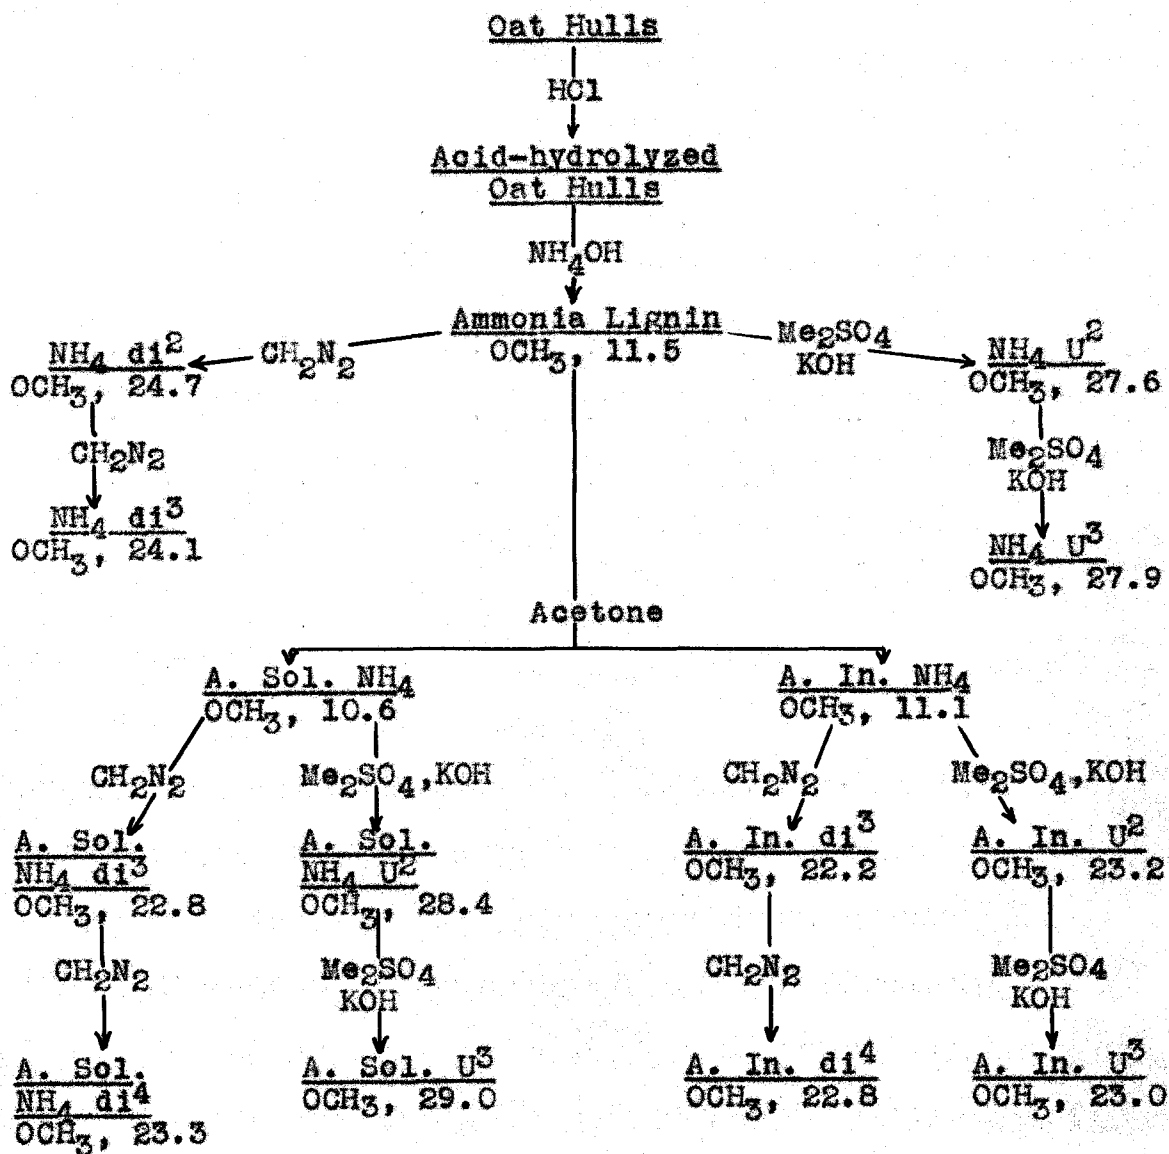 Oat Hulls
HCl
Acid-hydrolyzed
Oat Hulls
NH₄OH
Ammonia Lignin
OCH₃, 11.5
CH₂N₂
NH₄ di²
OCH₃, 24.7
CH₂N₂
NH₄ di³
OCH₃, 24.1
Me₂SO₄
KOH
NH₄ U²
OCH₃, 27.6
Me₂SO₄
KOH
NH₄ U³
OCH₃, 27.9
Acetone
A. Sol. NH₄
OCH₃, 10.6
CH₂N₂
A. Sol.
NH₄ di³
OCH₃, 22.8
CH₂N₂
A. Sol.
NH₄ di⁴
OCH₃, 23.3
Me₂SO₄,KOH
A. Sol.
NH₄ U²
OCH₃, 28.4
Me₂SO₄
KOH
A. Sol. U³
OCH₃, 29.0
A. In. NH₄
OCH₃, 11.1
CH₂N₂
A. In. di³
OCH₃, 22.2
CH₂N₂
A. In. di⁴
OCH₃, 22.8
Me₂SO₄,KOH
A. In. U²
OCH₃, 23.2
Me₂SO₄
KOH
A. In. U³
OCH₃, 23.0